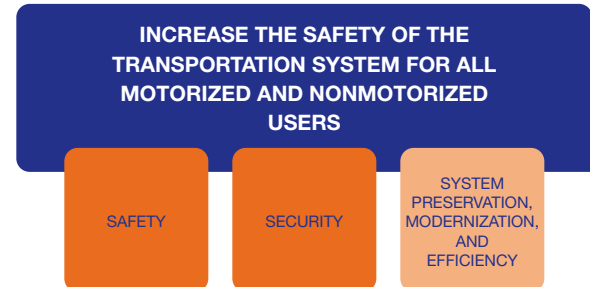 INCREASE THE SAFETY OF THE
TRANSPORTATION SYSTEM FOR ALL
MOTORIZED AND NONMOTORIZED
USERS
SAFETY
SECURITY
SYSTEM
PRESERVATION,
MODERNIZATION,
AND
EFFICIENCY